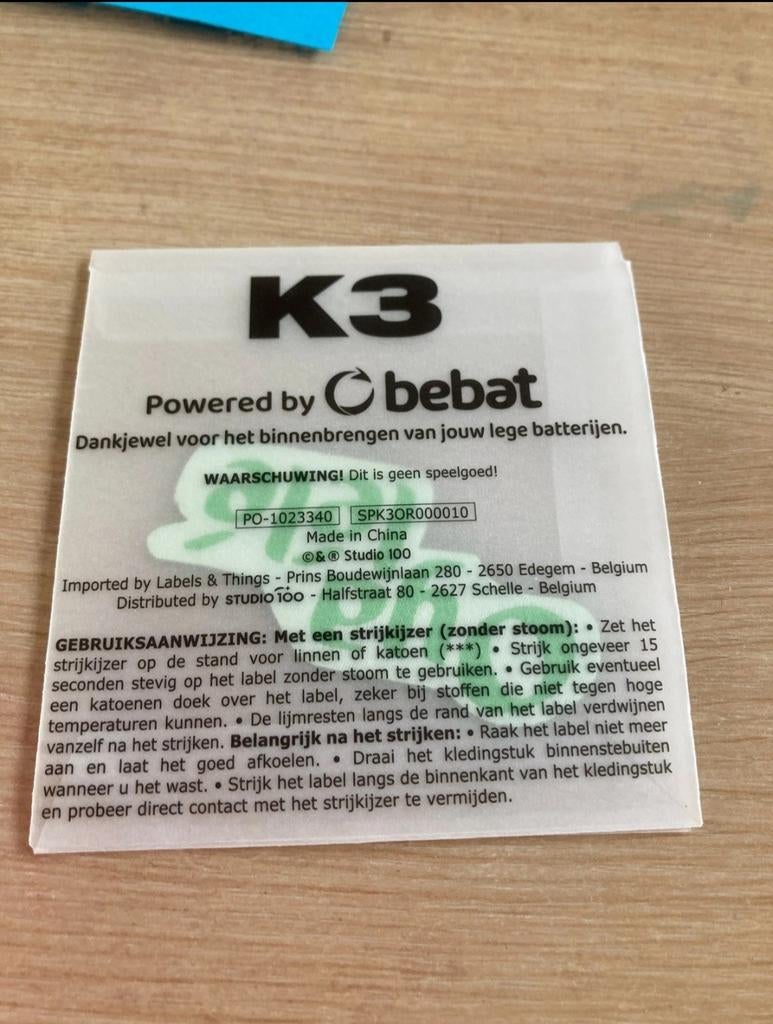 K3
Powered by bebat
Dankjewel voor het binnenbrengen van jouw lege batterijen.
WAARSCHUWING! Dit is geen speelgoed!
PO-1023340 SPK3OR000010
Made in China
©&® Studio 100
Imported by Labels & Things - Prins Boudewijnlaan 280 - 2650 Edegem - Belgium
Distributed by STUDIO 100 - Halfstraat 80 - 2627 Schelle - Belgium
GEBRUIKSAANWIJZING: Met een strijkijzer (zonder stoom): • Zet het
strijkijzer op de stand voor linnen of katoen (***) • Strijk ongeveer 15
seconden stevig op het label zonder stoom te gebruiken. • Gebruik eventueel
een katoenen doek over het label, zeker bij stoffen die niet tegen hoge
temperaturen kunnen. • De lijmresten langs de rand van het label verdwijnen
vanzelf na het strijken. Belangrijk na het strijken: • Raak het label niet meer
aan en laat het goed afkoelen. • Draai het kledingstuk binnenstebuiten
wanneer u het wast. • Strijk het label langs de binnenkant van het kledingstuk
en probeer direct contact met het strijkijzer te vermijden.